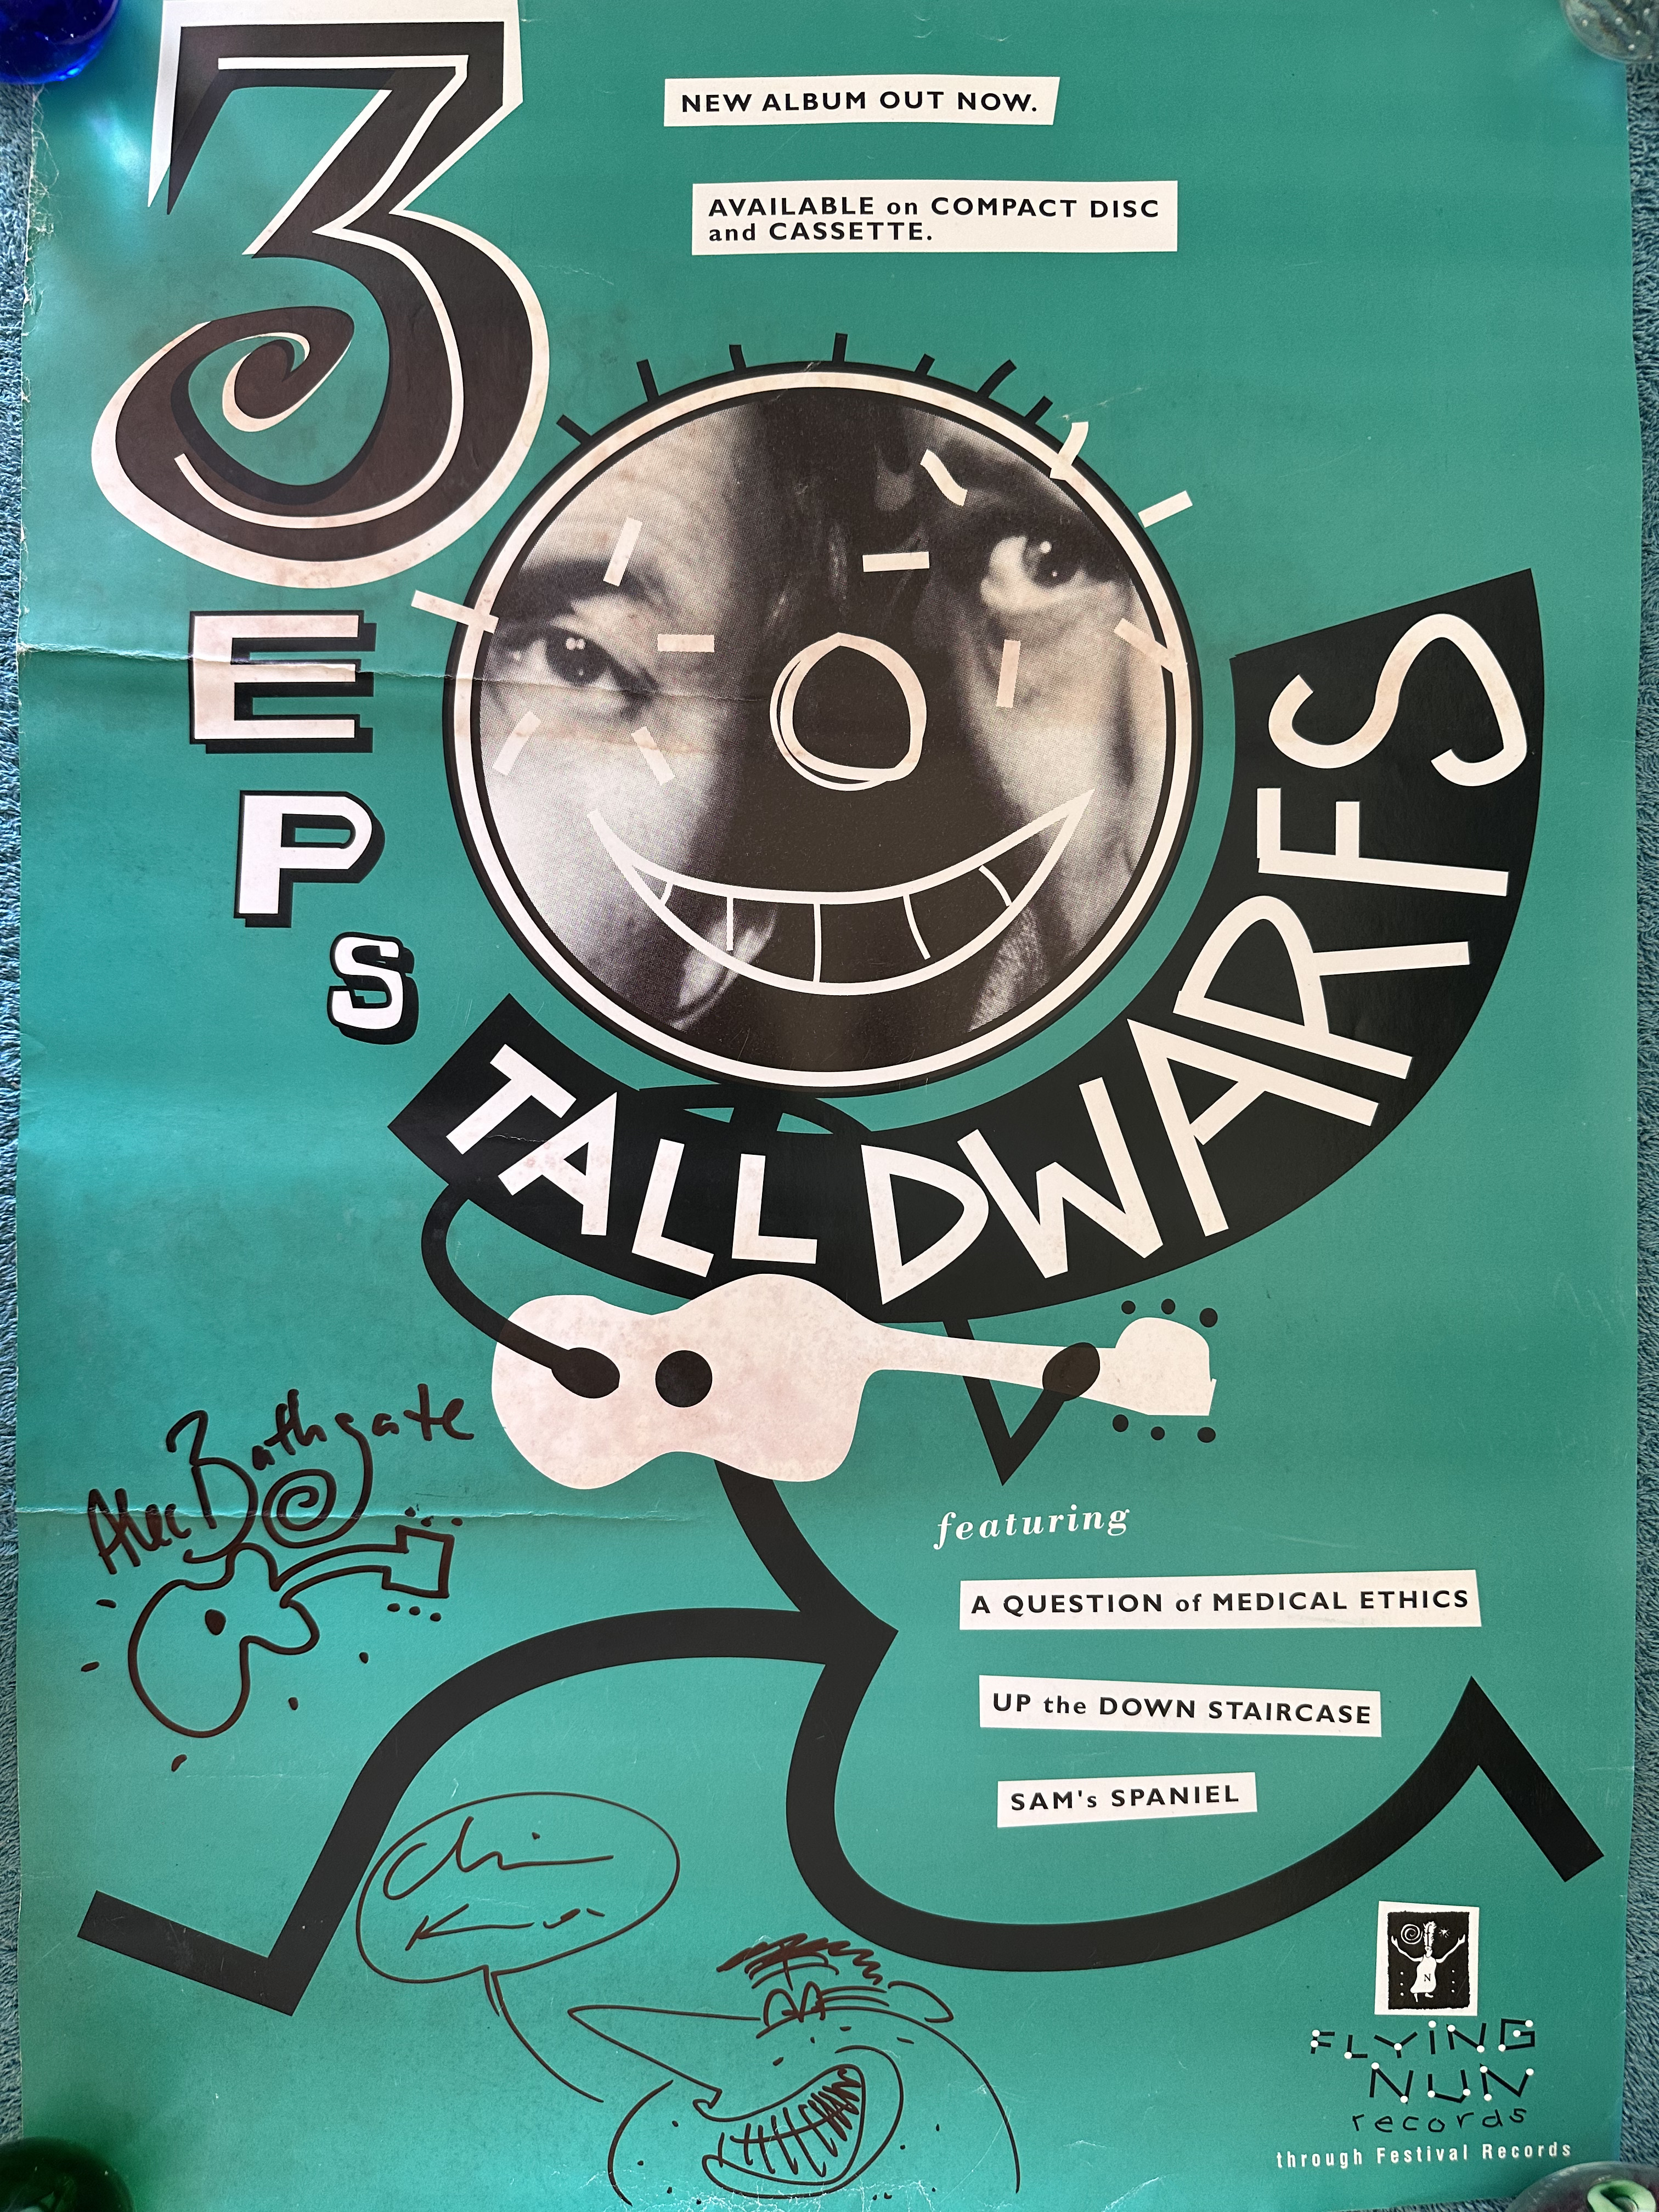 3
E
P
s
NEW ALBUM OUT NOW.
AVAILABLE on COMPACT DISC
and CASSETTE.
TALL DWARFS
Alec Bathgate
featuring
A QUESTION of MEDICAL ETHICS
UP the DOWN STAIRCASE
SAM's SPANIEL
Chris
N
FLYING
NUN
records
through Festival Records